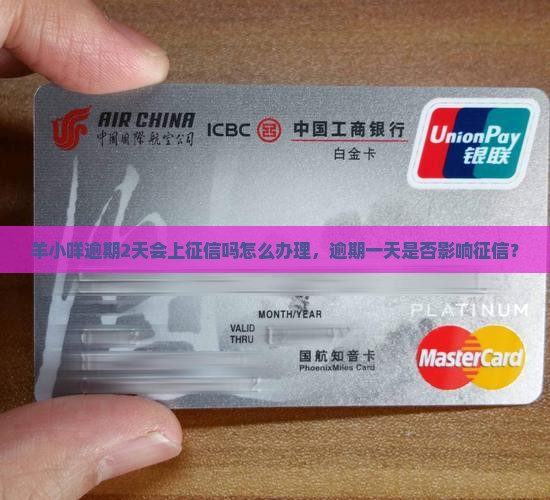 AIR CHINA
中国国际航空公司
ICBC 中国工商银行
白金卡
UnionPay
银联
羊小咩逾期2天会上征信吗怎么办理，逾期一天是否影响征信？
PLATINUM
MONTH/YEAR
VALID
THRU
国航知音卡
PhoenixMiles Card
MasterCard